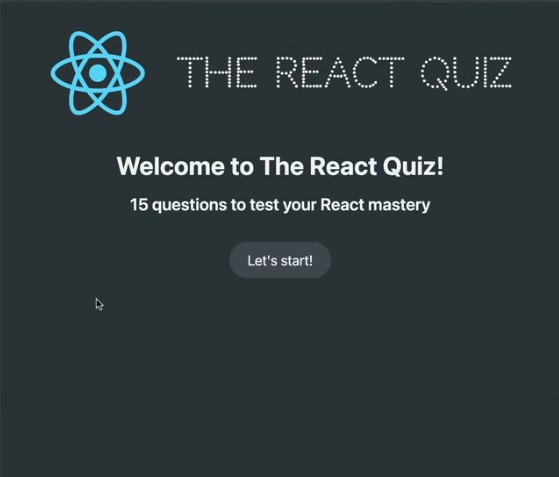 THE REACT QUIZ
Welcome to The React Quiz!
15 questions to test your React mastery
Let's start!